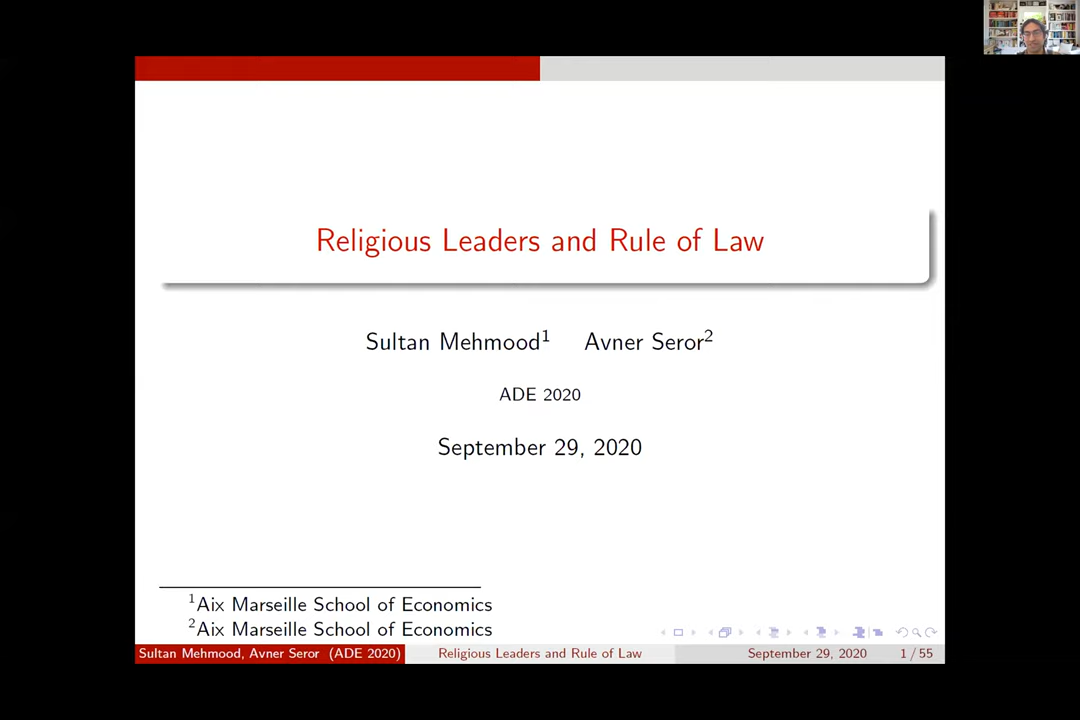 Religious Leaders and Rule of Law
Sultan Mehmood¹ Avner Seror²
ADE 2020
September 29, 2020
¹Aix Marseille School of Economics
²Aix Marseille School of Economics
Sultan Mehmood, Avner Seror (ADE 2020) Religious Leaders and Rule of Law September 29, 2020 1 / 55